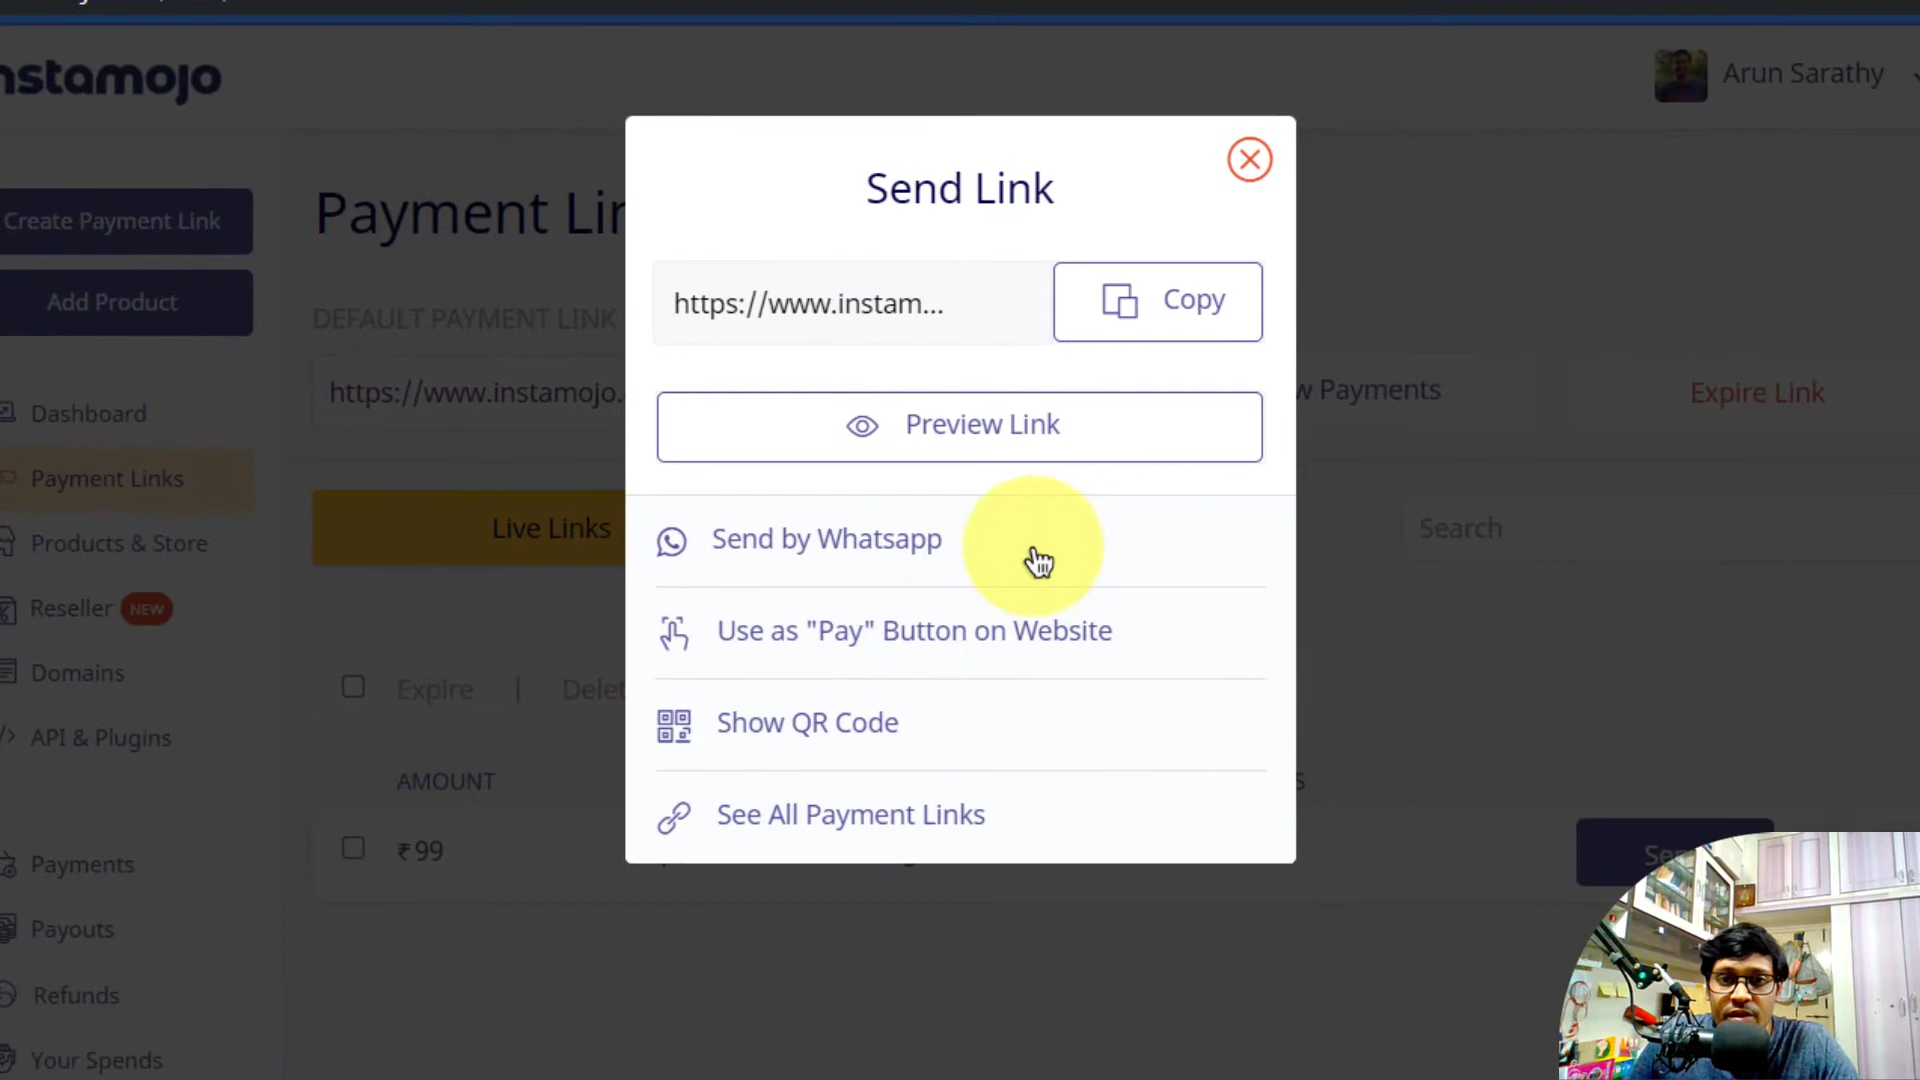 nstamojo
Arun Sarathy
Create Payment Link
Add Product
Dashboard
Payment Links
Products & Store
Reseller NEW
Domains
API & Plugins
Payments
Payouts
Refunds
Your Spends
Payment Lin
DEFAULT PAYMENT LINK
https://www.instamojo.
w Payments
Expire Link
Live Links
Search
Expire | Delet
AMOUNT
S
₹ 99
Send Link
https://www.instam...
Copy
Preview Link
Send by Whatsapp
Use as "Pay" Button on Website
Show QR Code
See All Payment Links